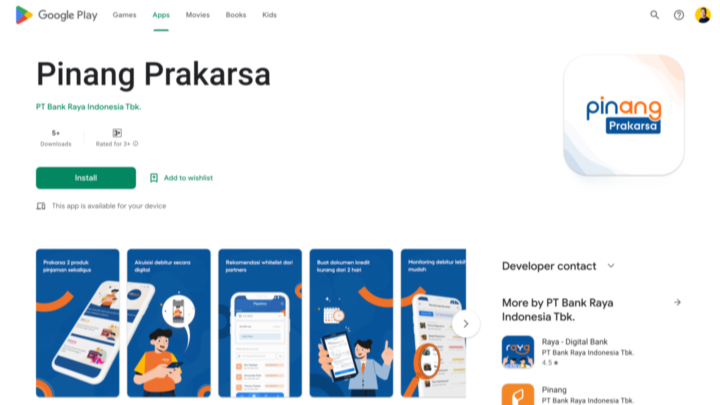 Google Play
Games
Apps
Movies
Books
Kids
Pinang Prakarsa
PT Bank Raya Indonesia Tbk.
5+
Downloads
3+
Rated for 3+
Install
Add to wishlist
This app is available for your device
pinang
Prakarsa
Prakarsa 2 produk
pinjaman sekaligus
Akuisisi debitur secara
digital
Rekomendasi whitelist dari
partners
Buat dokumen kredit
kurang dari 2 hari
Monitoring debitur lebih
mudah
Developer contact
More by PT Bank Raya
Indonesia Tbk.
raya
Raya - Digital Bank
PT Bank Raya Indonesia Tbk.
4.5
Pinang
PT Bank Raya Indonesia Tbk.